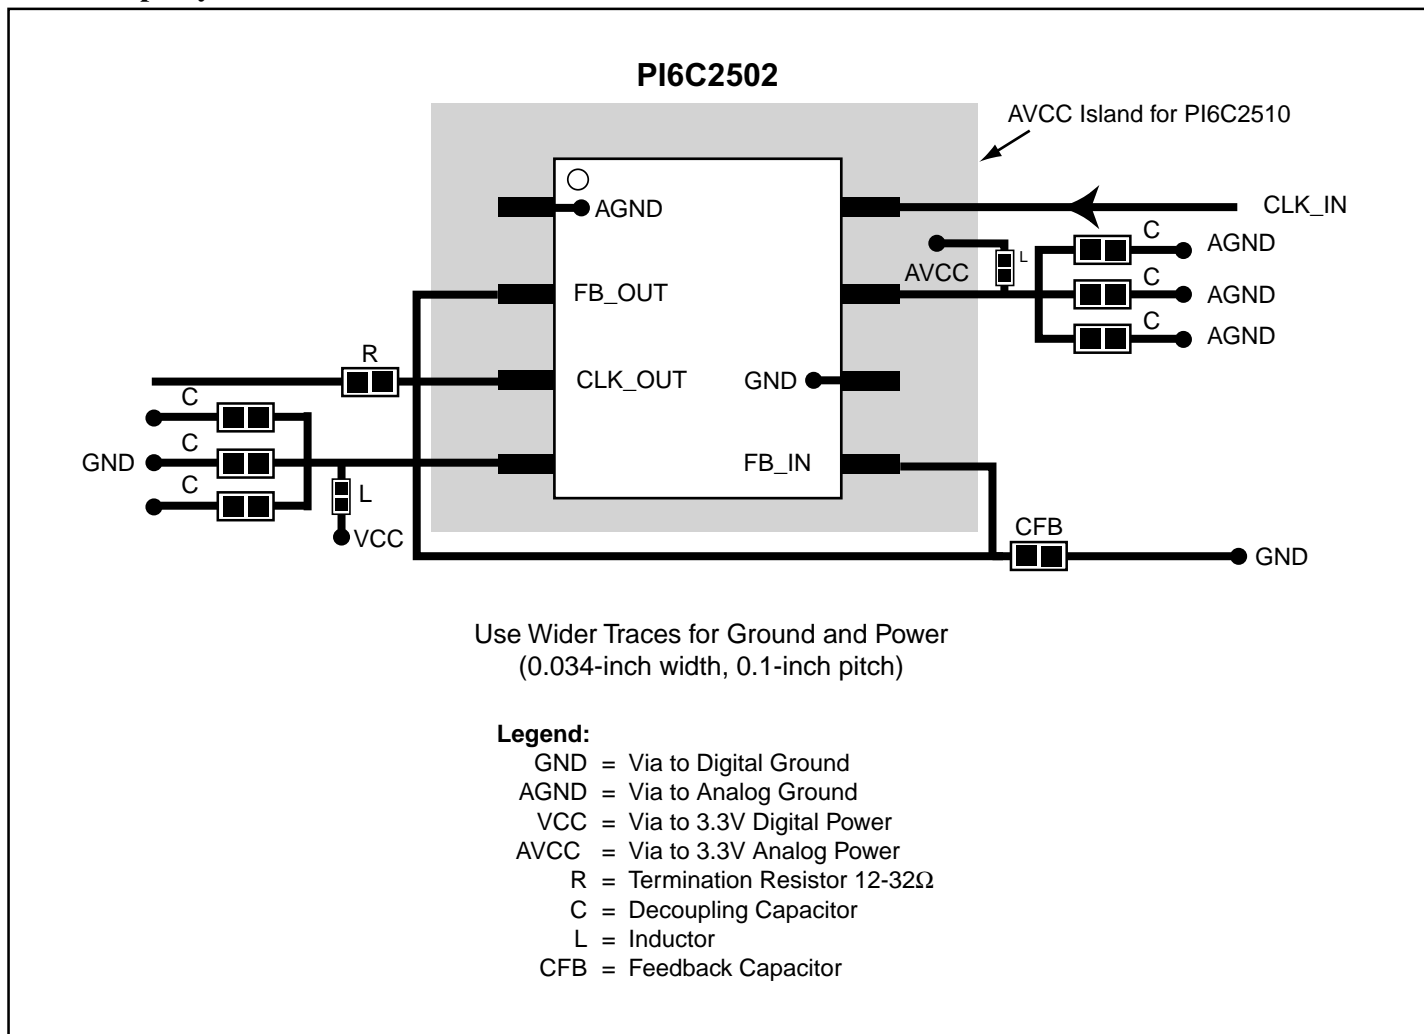 PI6C2502
AVCC Island for PI6C2510
AGND
CLK_IN
C
AGND
AVCC
L
FB_OUT
C
AGND
C
AGND
R
CLK_OUT
GND
C
GND
C
FB_IN
C
L
VCC
CFB
GND
Use Wider Traces for Ground and Power
(0.034-inch width, 0.1-inch pitch)
Legend:
GND = Via to Digital Ground
AGND = Via to Analog Ground
VCC = Via to 3.3V Digital Power
AVCC = Via to 3.3V Analog Power
R = Termination Resistor 12-32Ω
C = Decoupling Capacitor
L = Inductor
CFB = Feedback Capacitor